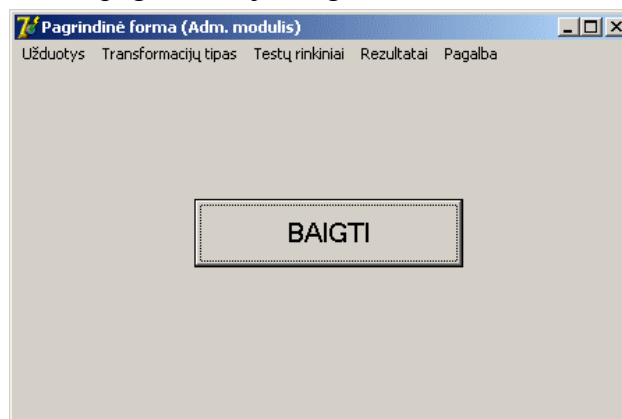 Pagrindinė forma (Adm. modulis)
Užduotys Transformacijų tipas Testų rinkiniai Rezultatai Pagalba
BAIGTI